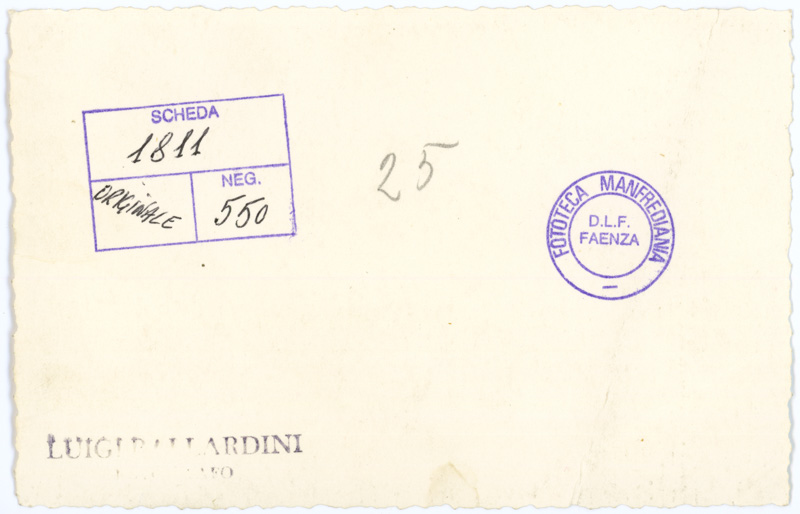 SCHEDA
1811
ORIGINALE
NEG.
550
25
FOTOTECA MANFREDIANA
D.L.F.
FAENZA
LUIGI BALLARDINI